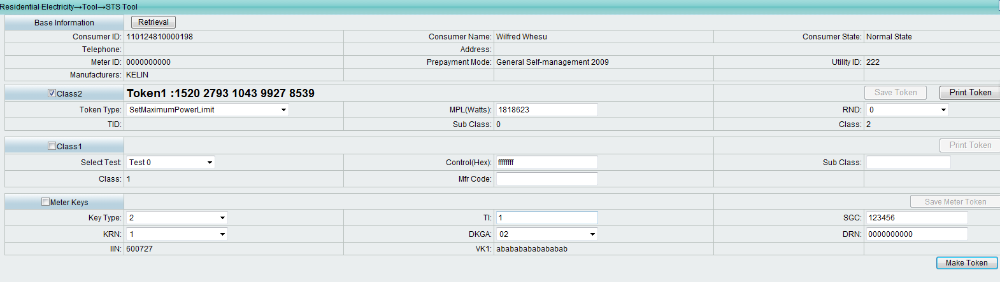 Residential Electricity→Tool→STS Tool
Base Information Retrieval
Consumer ID: 110124810000198 Consumer Name: Wilfred Whesu Consumer State: Normal State
Telephone: Address:
Meter ID: 0000000000 Prepayment Mode: General Self-management 2009 Utility ID: 222
Manufacturers: KELIN
Class2 Token1 :1520 2793 1043 9927 8539 Save Token Print Token
Token Type: SetMaximumPowerLimit MPL(Watts): 1818623 RND: 0
TID: Sub Class: 0 Class: 2
Class1 Print Token
Select Test: Test 0 Control(Hex): ffffffff Sub Class:
Class: 1 Mfr Code:
Meter Keys Save Meter Token
Key Type: 2 TI: 1 SGC: 123456
KRN: 1 DKGA: 02 DRN: 0000000000
IIN: 600727 VK1: abababababababab
Make Token